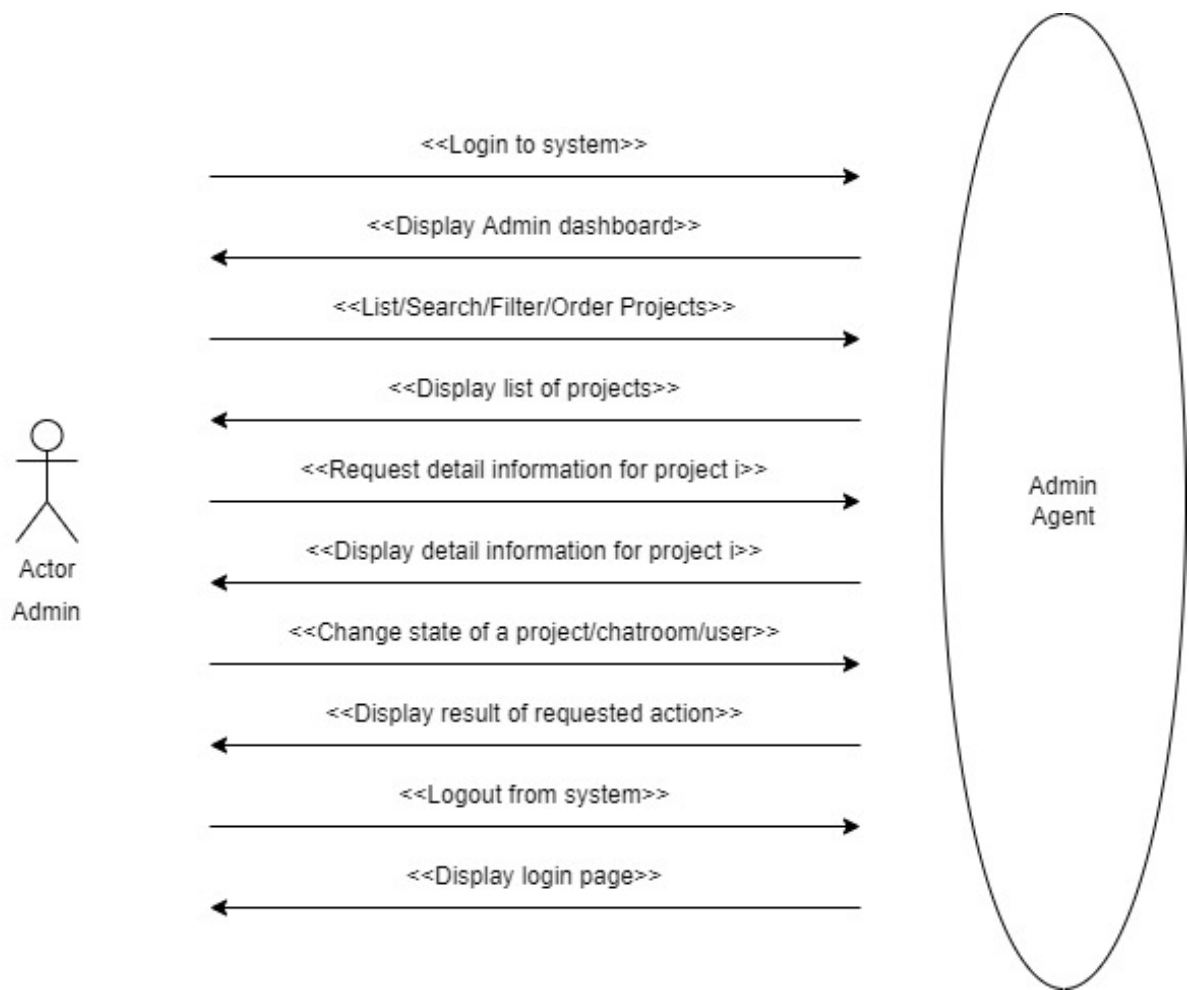 <<Login to system>>
<<Display Admin dashboard>>
<<List/Search/Filter/Order Projects>>
<<Display list of projects>>
<<Request detail information for project i>>
<<Display detail information for project i>>
<<Change state of a project/chatroom/user>>
<<Display result of requested action>>
<<Logout from system>>
<<Display login page>>
Actor
Admin
Admin
Agent